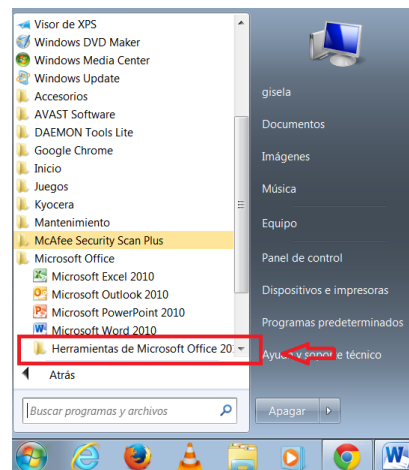 Visor de XPS
Windows DVD Maker
Windows Media Center
Windows Update
Accesorios
AVAST Software
DAEMON Tools Lite
Google Chrome
Inicio
Juegos
Kyocera
Mantenimiento
McAfee Security Scan Plus
Microsoft Office
Microsoft Excel 2010
Microsoft Outlook 2010
Microsoft PowerPoint 2010
Microsoft Word 2010
Herramientas de Microsoft Office 20
Atrás
Buscar programas y archivos
gisela
Documentos
Imágenes
Música
Equipo
Panel de control
Dispositivos e impresoras
Programas predeterminados
Ayuda y soporte técnico
Apagar